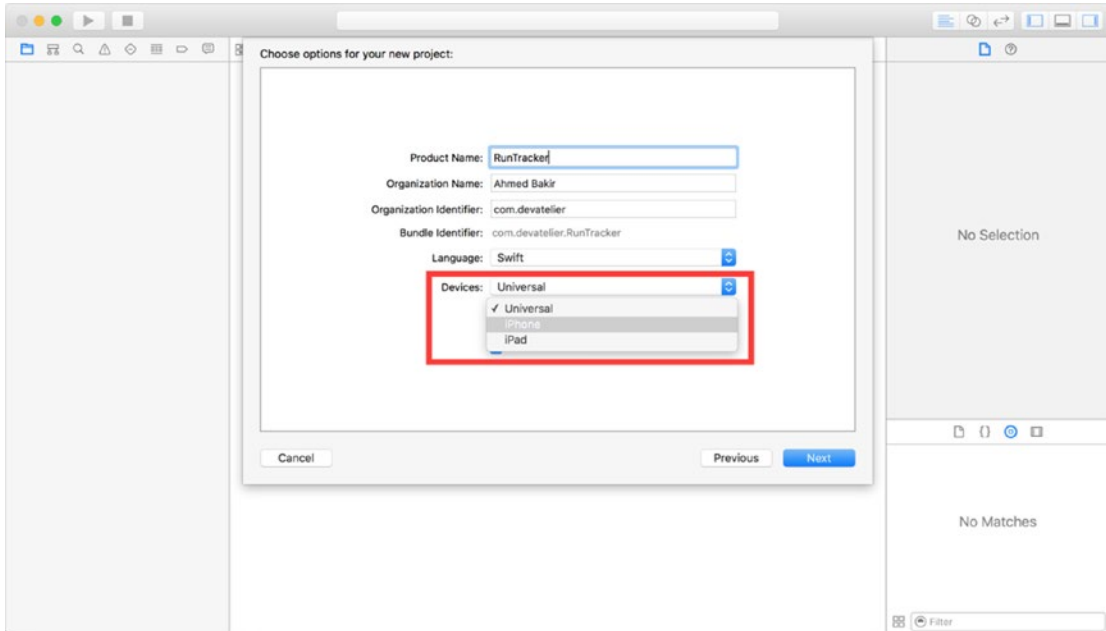 Choose options for your new project:
Product Name: RunTracker
Organization Name: Ahmed Bakir
Organization Identifier: com.devatelier
Bundle Identifier: com.devatelier.RunTracker
Language: Swift
Devices: Universal
✓ Universal
iPhone
iPad
Cancel
Previous
Next
No Selection
{}
No Matches
Filter